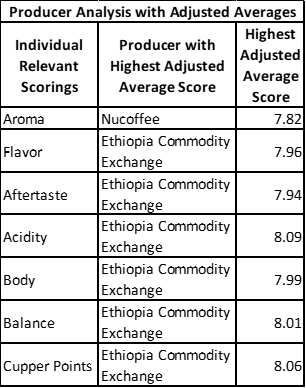 Producer Analysis with Adjusted Averages
Individual Relevant Scorings | Producer with Highest Adjusted Average Score | Highest Adjusted Average Score
Aroma | Nucoffee | 7.82
Flavor | Ethiopia Commodity Exchange | 7.96
Aftertaste | Ethiopia Commodity Exchange | 7.94
Acidity | Ethiopia Commodity Exchange | 8.09
Body | Ethiopia Commodity Exchange | 7.99
Balance | Ethiopia Commodity Exchange | 8.01
Cupper Points | Ethiopia Commodity Exchange | 8.06